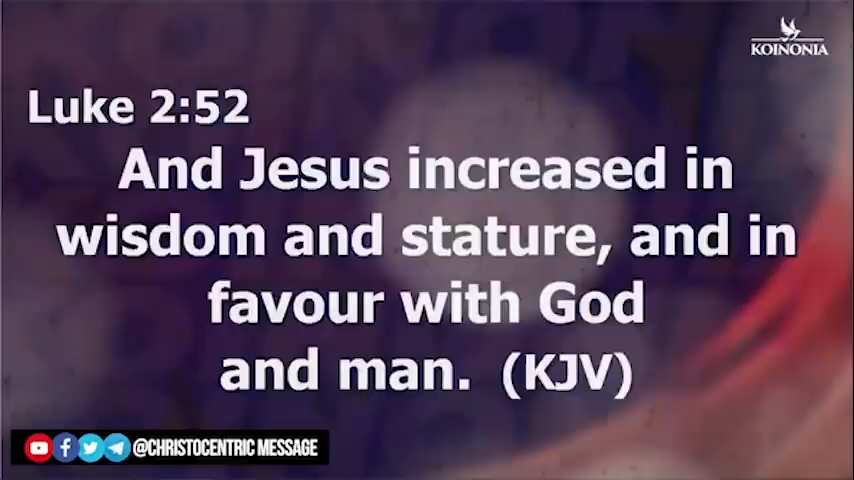 KOINONIA
Luke 2:52
And Jesus increased in
wisdom and stature, and in
favour with God
and man. (KJV)
@CHRISTOCENTRIC MESSAGE